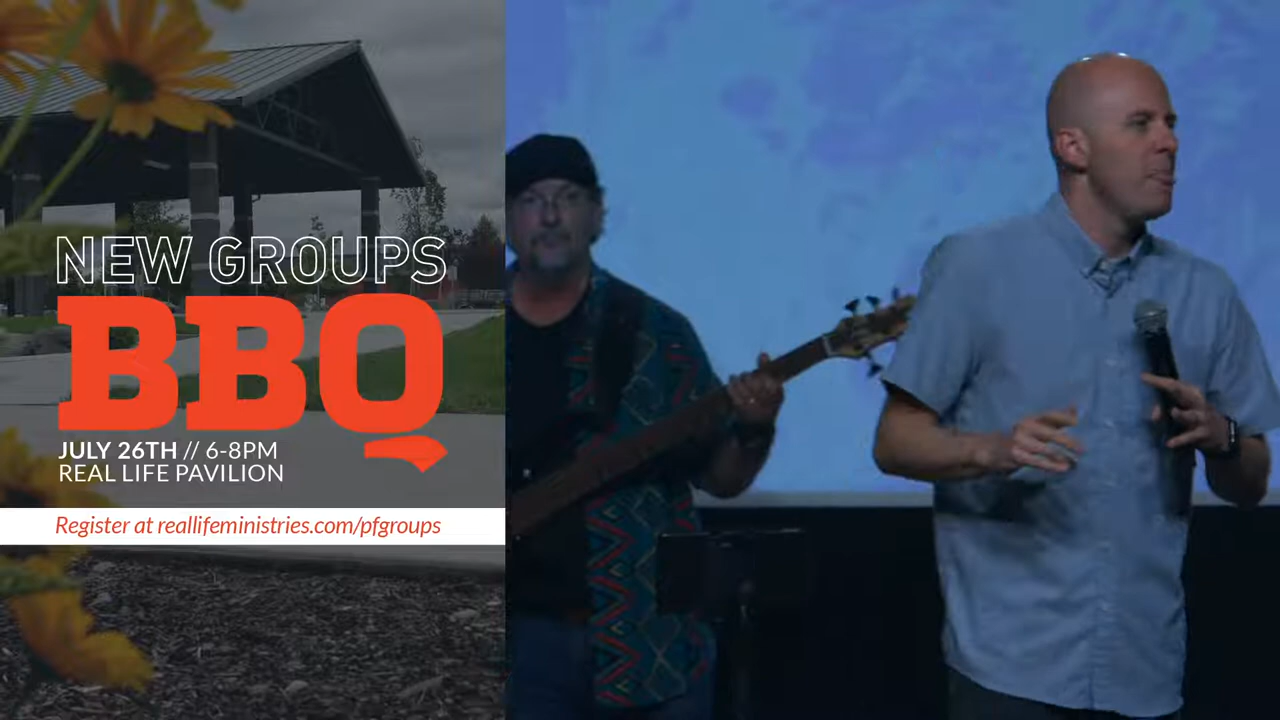 NEW GROUPS
BBQ
JULY 26TH // 6-8PM
REAL LIFE PAVILION
Register at reallifeministries.com/pfgroups